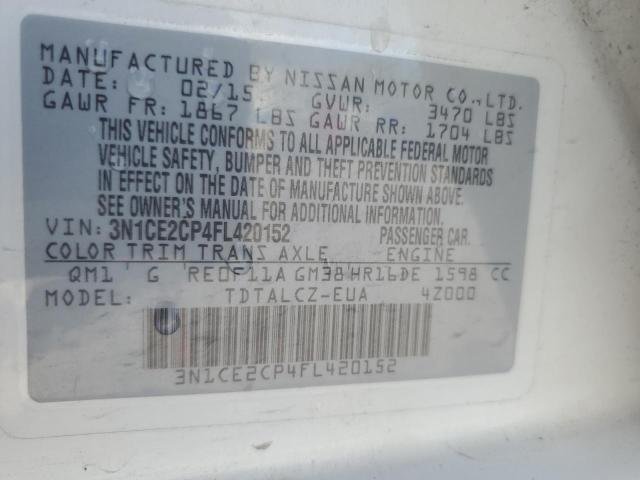 MANUFACTURED BY NISSAN MOTOR CO.,LTD.
DATE: 02/15 GVWR: 3470 LBS
GAWR FR: 1867 LBS GAWR RR: 1704 LBS
THIS VEHICLE CONFORMS TO ALL APPLICABLE FEDERAL MOTOR
VEHICLE SAFETY, BUMPER AND THEFT PREVENTION STANDARDS
IN EFFECT ON THE DATE OF MANUFACTURE SHOWN ABOVE.
SEE OWNER'S MANUAL FOR ADDITIONAL INFORMATION.
VIN: 3N1CE2CP4FL420152 PASSENGER CAR.
COLOR TRIM TRANS AXLE ENGINE
QM1 G RE0F11A GM38 HR16DE 1598 CC
MODEL: TDTALCZ-EUA 4Z000
3N1CE2CP4FL420152